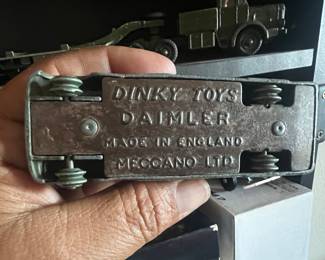 DINKY TOYS
DAIMLER
MADE IN ENGLAND
MECCANO LTD